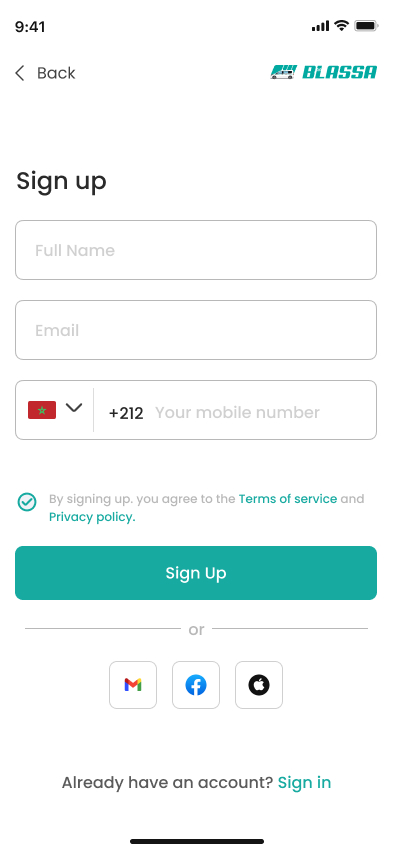 9:41
Back
BLASSA
Sign up
Full Name
Email
+212 Your mobile number
By signing up. you agree to the Terms of service and
Privacy policy.
Sign Up
or
Already have an account? Sign in